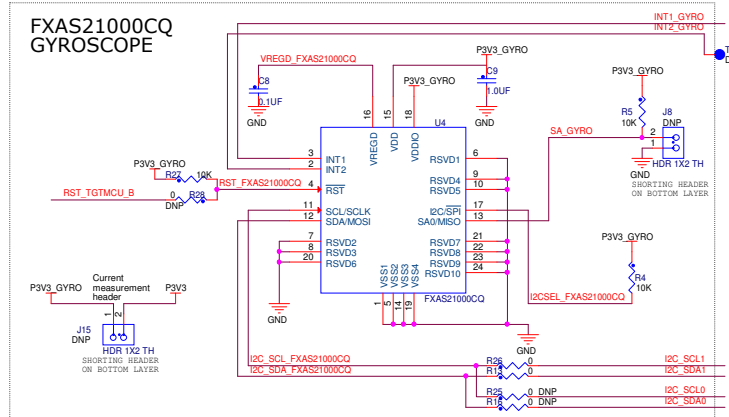 FXAS21000CQ
GYROSCOPE
INT1_GYRO
INT2_GYRO
VREGD_FXAS21000CQ
P3V3_GYRO
C8
0.1UF
GND
C9
1.0UF
GND
P3V3_GYRO
P3V3_GYRO
R5
10K
J8
DNP
SA_GYRO
2
1
GND
HDR 1X2 TH
SHORTING HEADER
ON BOTTOM LAYER
U4
16
15
18
VREGD
VDD
VDDIO
3
INT1
2
INT2
4
RST
11
SCL/SCLK
12
SDA/MOSI
7
RSVD2
8
RSVD3
20
RSVD6
RSVD1
6
RSVD4
9
RSVD5
10
I2C/SPI
17
SA0/MISO
13
RSVD7
21
RSVD8
22
RSVD9
23
RSVD10
24
VSS1
VSS2
VSS3
VSS4
1
5
14
19
FXAS21000CQ
P3V3_GYRO
R27
10K
RST_FXAS21000CQ
RST_TGTMCU_B
0
R28
DNP
GND
P3V3_GYRO
R4
10K
I2CSEL_FXAS21000CQ
GND
Current
measurement
header
P3V3_GYRO
P3V3
1
2
J15
DNP
HDR 1X2 TH
SHORTING HEADER
ON BOTTOM LAYER
I2C_SCL_FXAS21000CQ
R26
0
I2C_SCL1
I2C_SDA_FXAS21000CQ
0
I2C_SDA1
R25
0 DNP
I2C_SCL0
0 DNP
I2C_SDA0